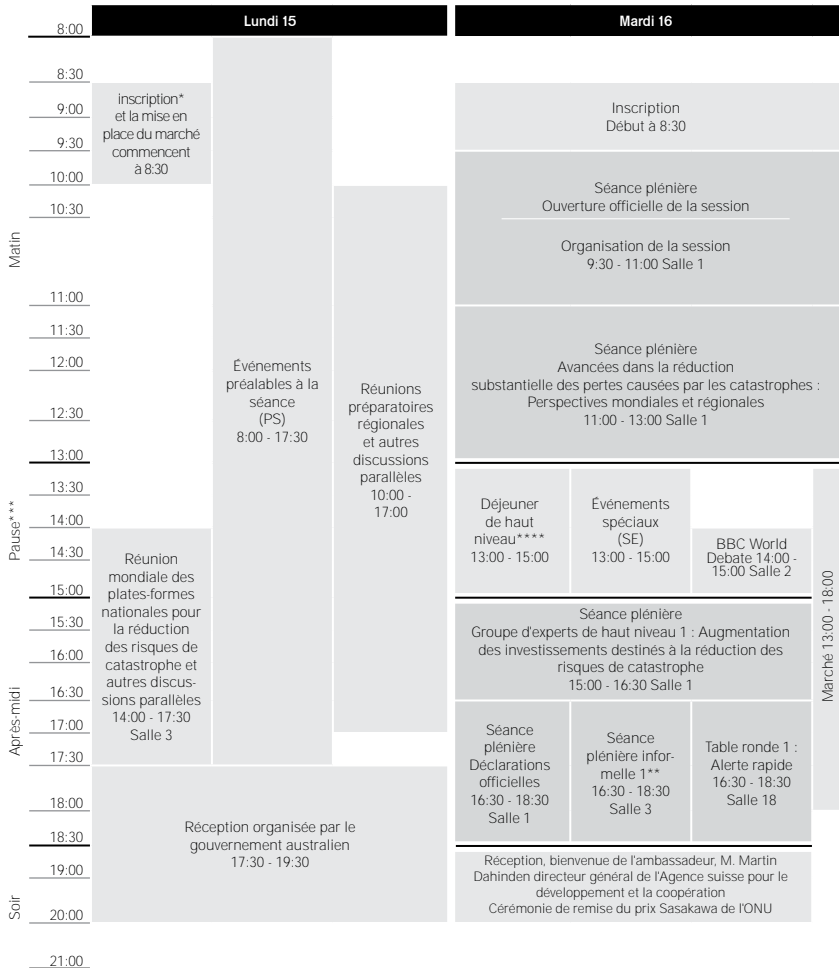 Lundi 15
Mardi 16
8:00
8:30
9:00
9:30
10:00
10:30
11:00
11:30
12:00
12:30
13:00
13:30
14:00
14:30
15:00
15:30
16:00
16:30
17:00
17:30
18:00
18:30
19:00
20:00
21:00
Matin
Pause***
Après-midi
Soir
inscription*
et la mise en
place du marché
commencent
à 8:30
Réunion
mondiale des
plates-formes
nationales pour
la réduction
des risques de
catastrophe et
autres discus-
sions parallèles
14:00 - 17:30
Salle 3
Événements
préalables à la
séance
(PS)
8:00 - 17:30
Réunions
préparatoires
régionales
et autres
discussions
parallèles
10:00 -
17:00
Réception organisée par le
gouvernement australien
17:30 - 19:30
Inscription
Début à 8:30
Séance plénière
Ouverture officielle de la session
Organisation de la session
9:30 - 11:00 Salle 1
Séance plénière
Avancées dans la réduction
substantielle des pertes causées par les catastrophes :
Perspectives mondiales et régionales
11:00 - 13:00 Salle 1
Déjeuner
de haut
niveau****
13:00 - 15:00
Événements
spéciaux
(SE)
13:00 - 15:00
BBC World
Debate 14:00 -
15:00 Salle 2
Marché 13:00 - 18:00
Séance plénière
Groupe d'experts de haut niveau 1 : Augmentation
des investissements destinés à la réduction des
risques de catastrophe
15:00 - 16:30 Salle 1
Séance
plénière
Déclarations
officielles
16:30 - 18:30
Salle 1
Séance
plénière infor-
melle 1**
16:30 - 18:30
Salle 3
Table ronde 1 :
Alerte rapide
16:30 - 18:30
Salle 18
Réception, bienvenue de l'ambassadeur, M. Martin
Dahinden directeur général de l'Agence suisse pour le
développement et la coopération
Cérémonie de remise du prix Sasakawa de l'ONU